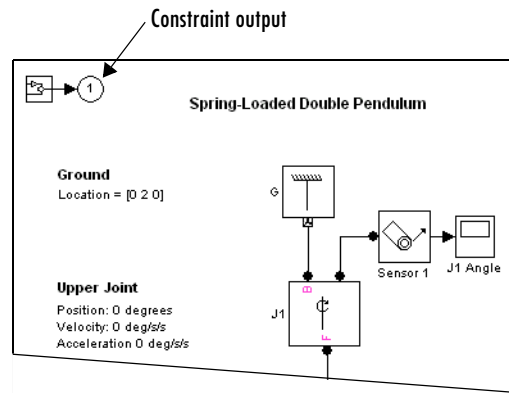 Constraint output
1
Spring-Loaded Double Pendulum
Ground
Location = [0 2 0]
G
Sensor 1
J1 Angle
Upper Joint
Position: 0 degrees
Velocity: 0 deg/s/s
Acceleration 0 deg/s/s
J1
B
F